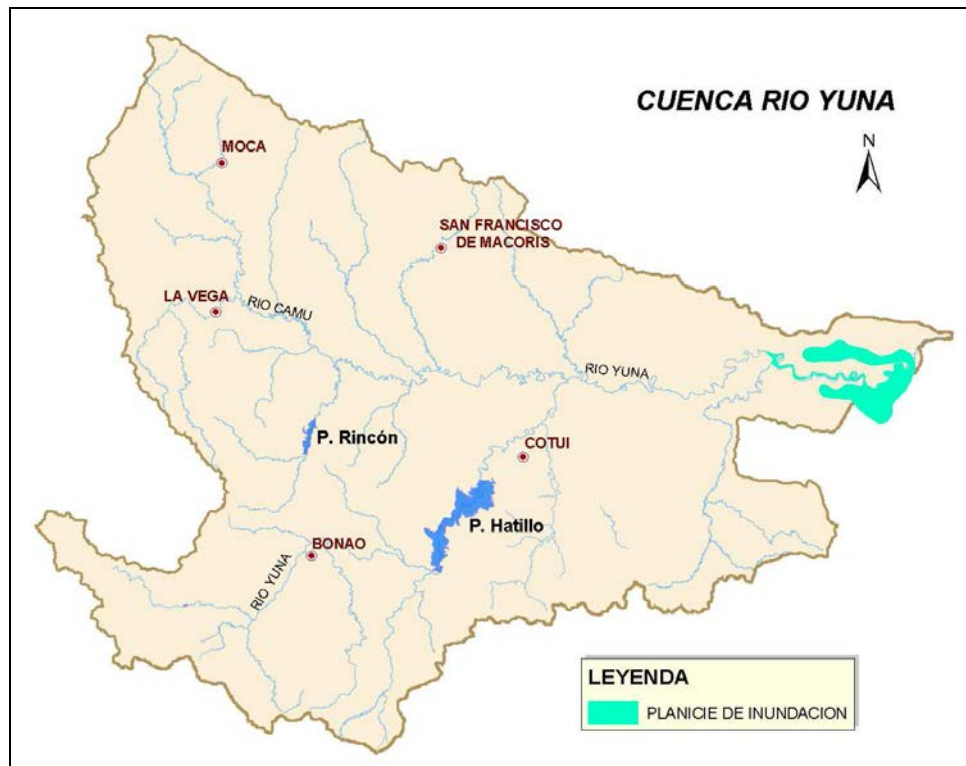 CUENCA RIO YUNA
N
MOCA
SAN FRANCISCO
DE MACORIS
LA VEGA
RIO CAMU
RIO YUNA
P. Rincón
COTUI
P. Hatillo
BONAO
RIO YUNA
LEYENDA
PLANICIE DE INUNDACION